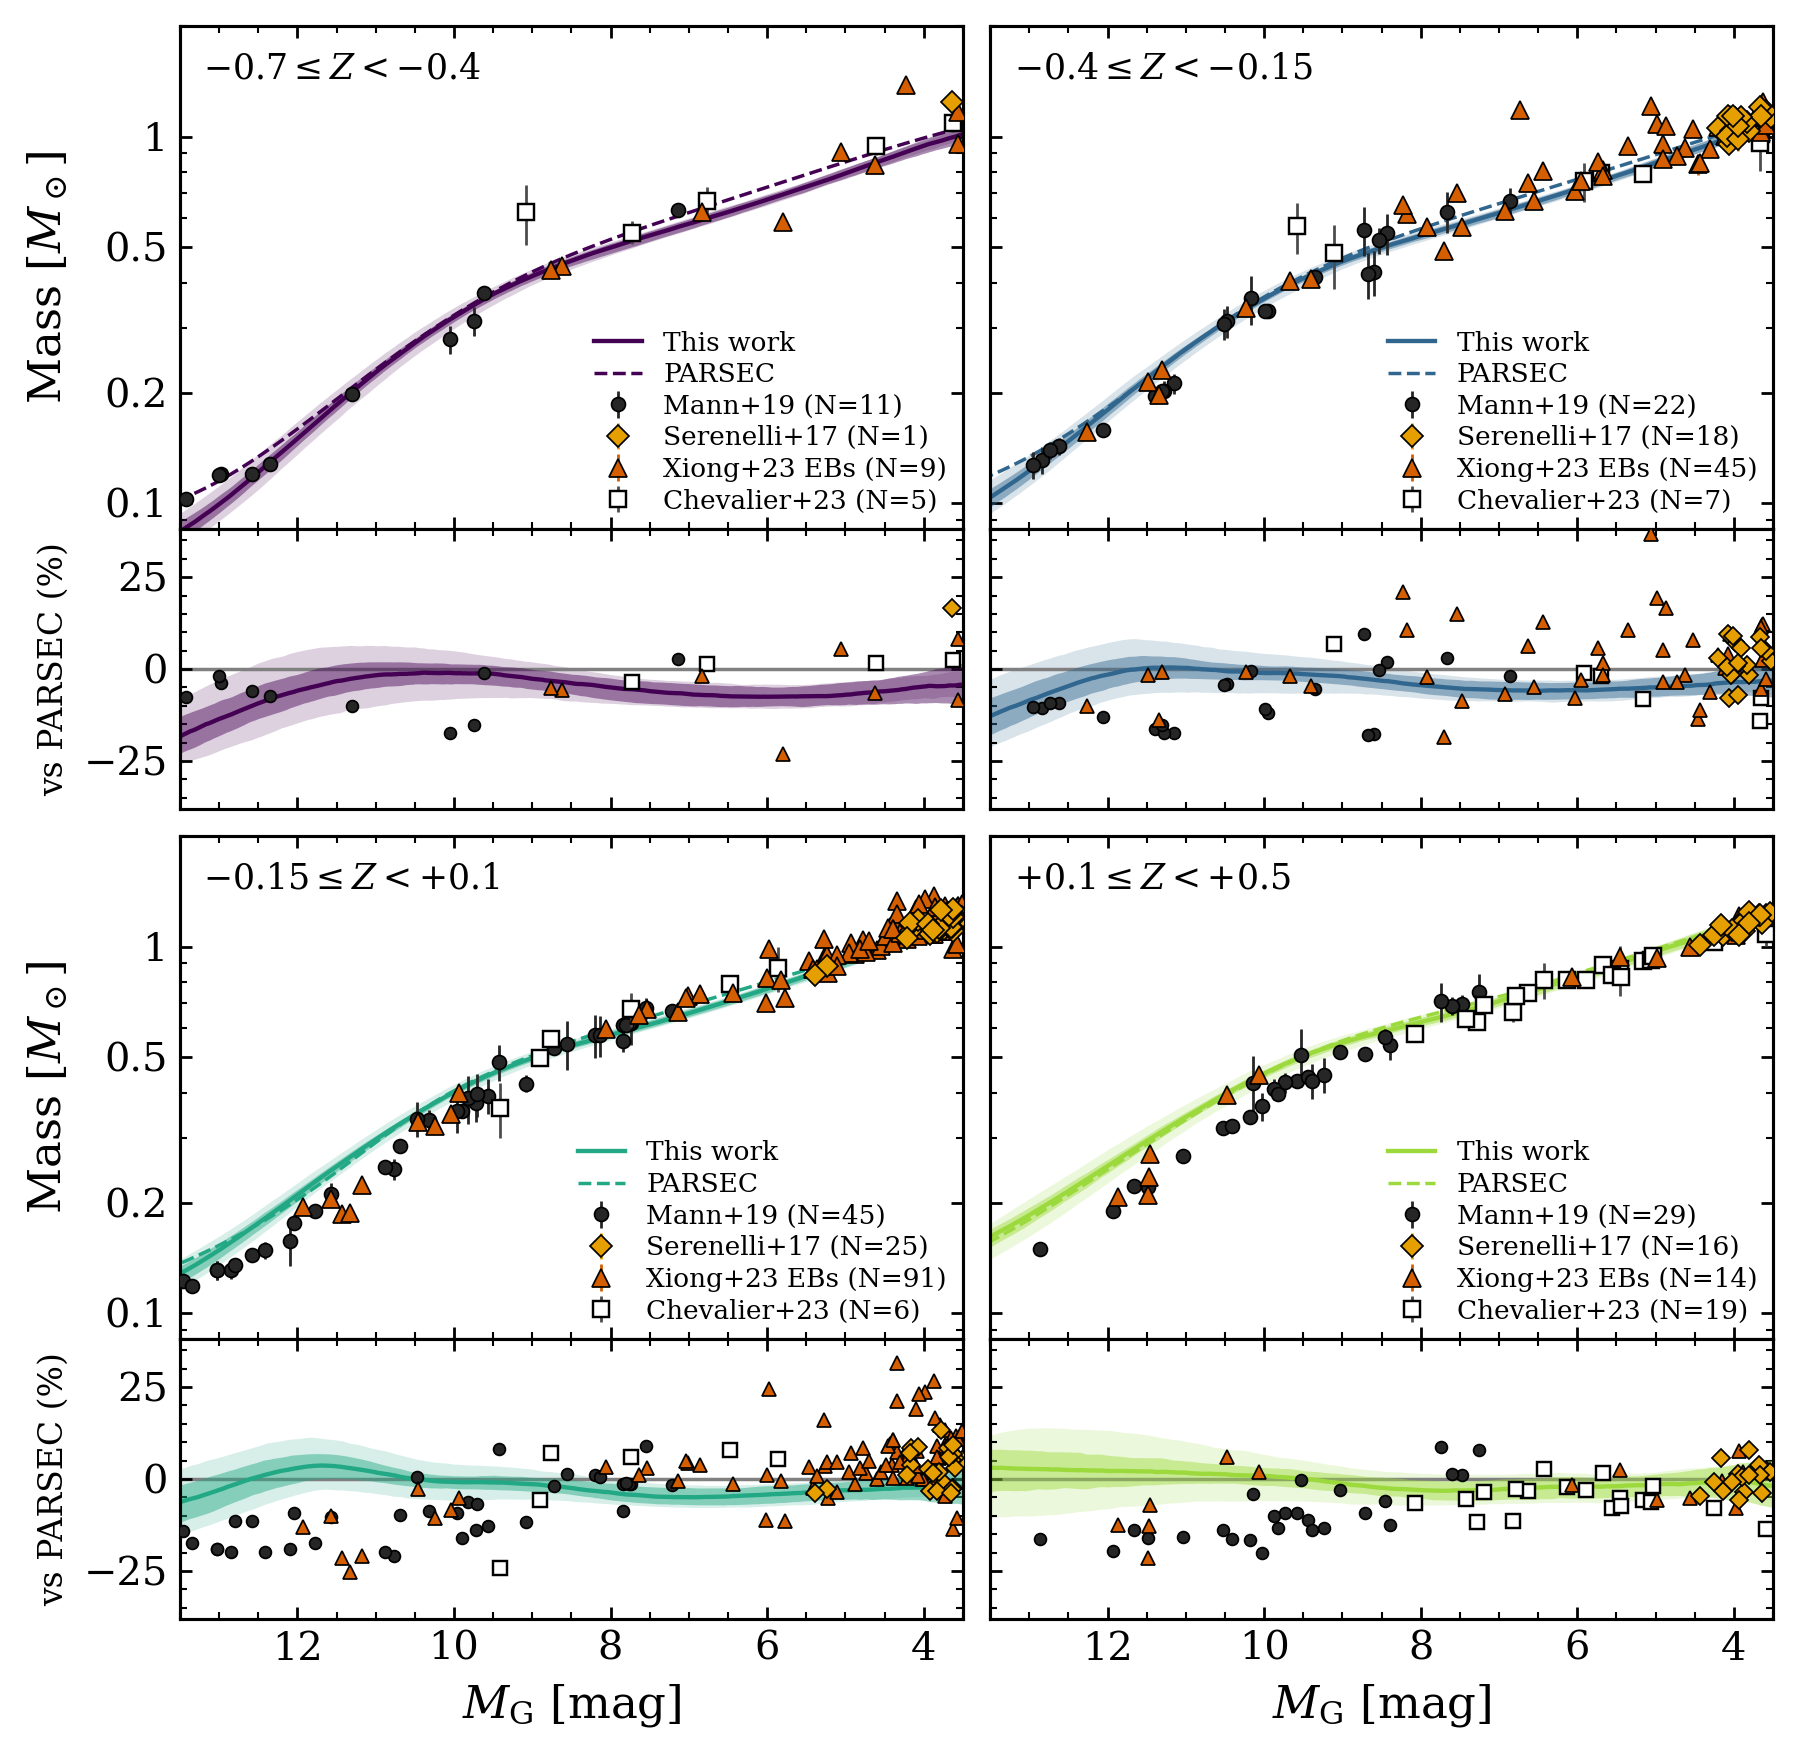 −0.7 ≤ Z < −0.4
Mass [M⊙]
1
0.5
0.2
0.1
This work
PARSEC
Mann+19 (N=11)
Serenelli+17 (N=1)
Xiong+23 EBs (N=9)
Chevalier+23 (N=5)
−0.4 ≤ Z < −0.15
This work
PARSEC
Mann+19 (N=22)
Serenelli+17 (N=18)
Xiong+23 EBs (N=45)
Chevalier+23 (N=7)
vs PARSEC (%)
25
0
−25
−0.15 ≤ Z < +0.1
Mass [M⊙]
1
0.5
0.2
0.1
This work
PARSEC
Mann+19 (N=45)
Serenelli+17 (N=25)
Xiong+23 EBs (N=91)
Chevalier+23 (N=6)
+0.1 ≤ Z < +0.5
This work
PARSEC
Mann+19 (N=29)
Serenelli+17 (N=16)
Xiong+23 EBs (N=14)
Chevalier+23 (N=19)
vs PARSEC (%)
25
0
−25
12 10 8 6 4
M_G [mag]
12 10 8 6 4
M_G [mag]